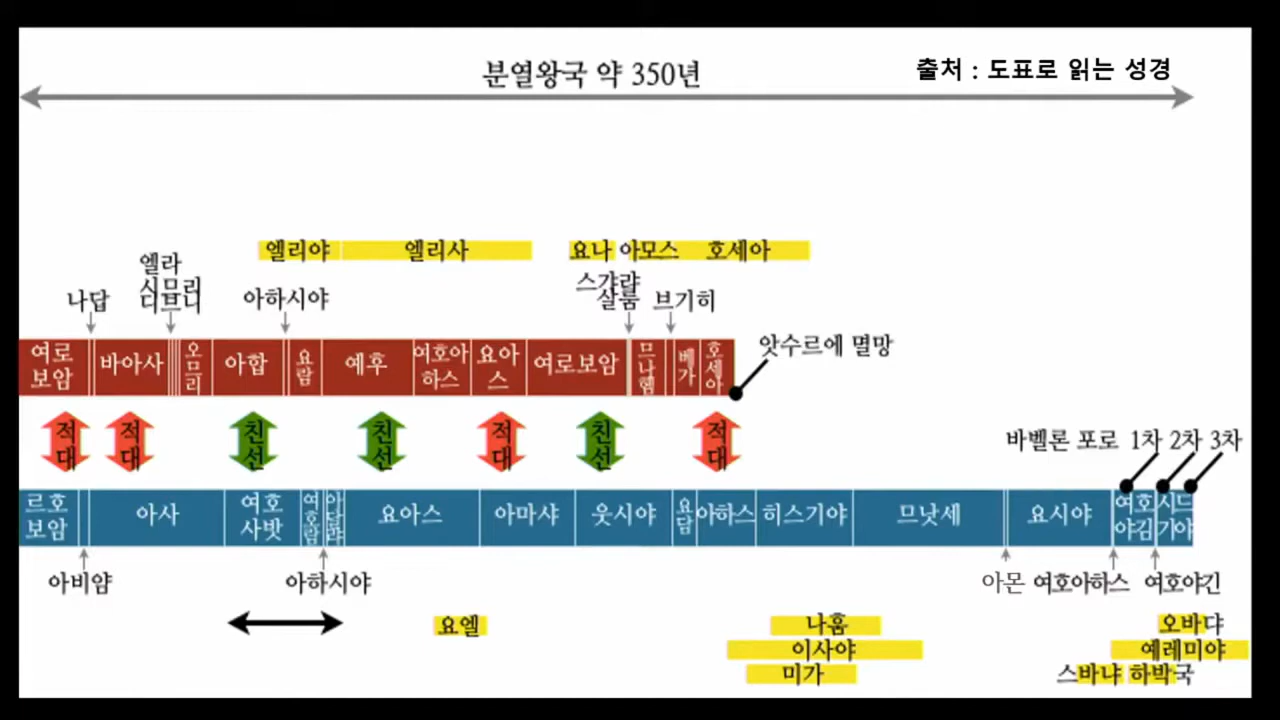 분열왕국 약 350년
출처 : 도표로 읽는 성경
엘리야 엘리사 요나 아모스 호세아
엘라
시므리
디브니
나답
아하시야
스갸랴
살룸
브기히
여로
보암
바아사
오므리
아합
요람
예후
여호아
하스
요아
스
여로보암
므나헴
베가
호세아
앗수르에 멸망
적대 적대 친선 친선 적대 친선 적대
바벨론 포로 1차 2차 3차
르호
보암
아사
여호
사밧
여호람
아달랴
요아스
아마샤
웃시야
요담
아하스
히스기야
므낫세
요시야
여호
야김
시드
기야
아비얌
아하시야
아몬
여호아하스
여호야긴
요엘
나훔
이사야
미가
오바댜
예레미야
스바냐 하박국